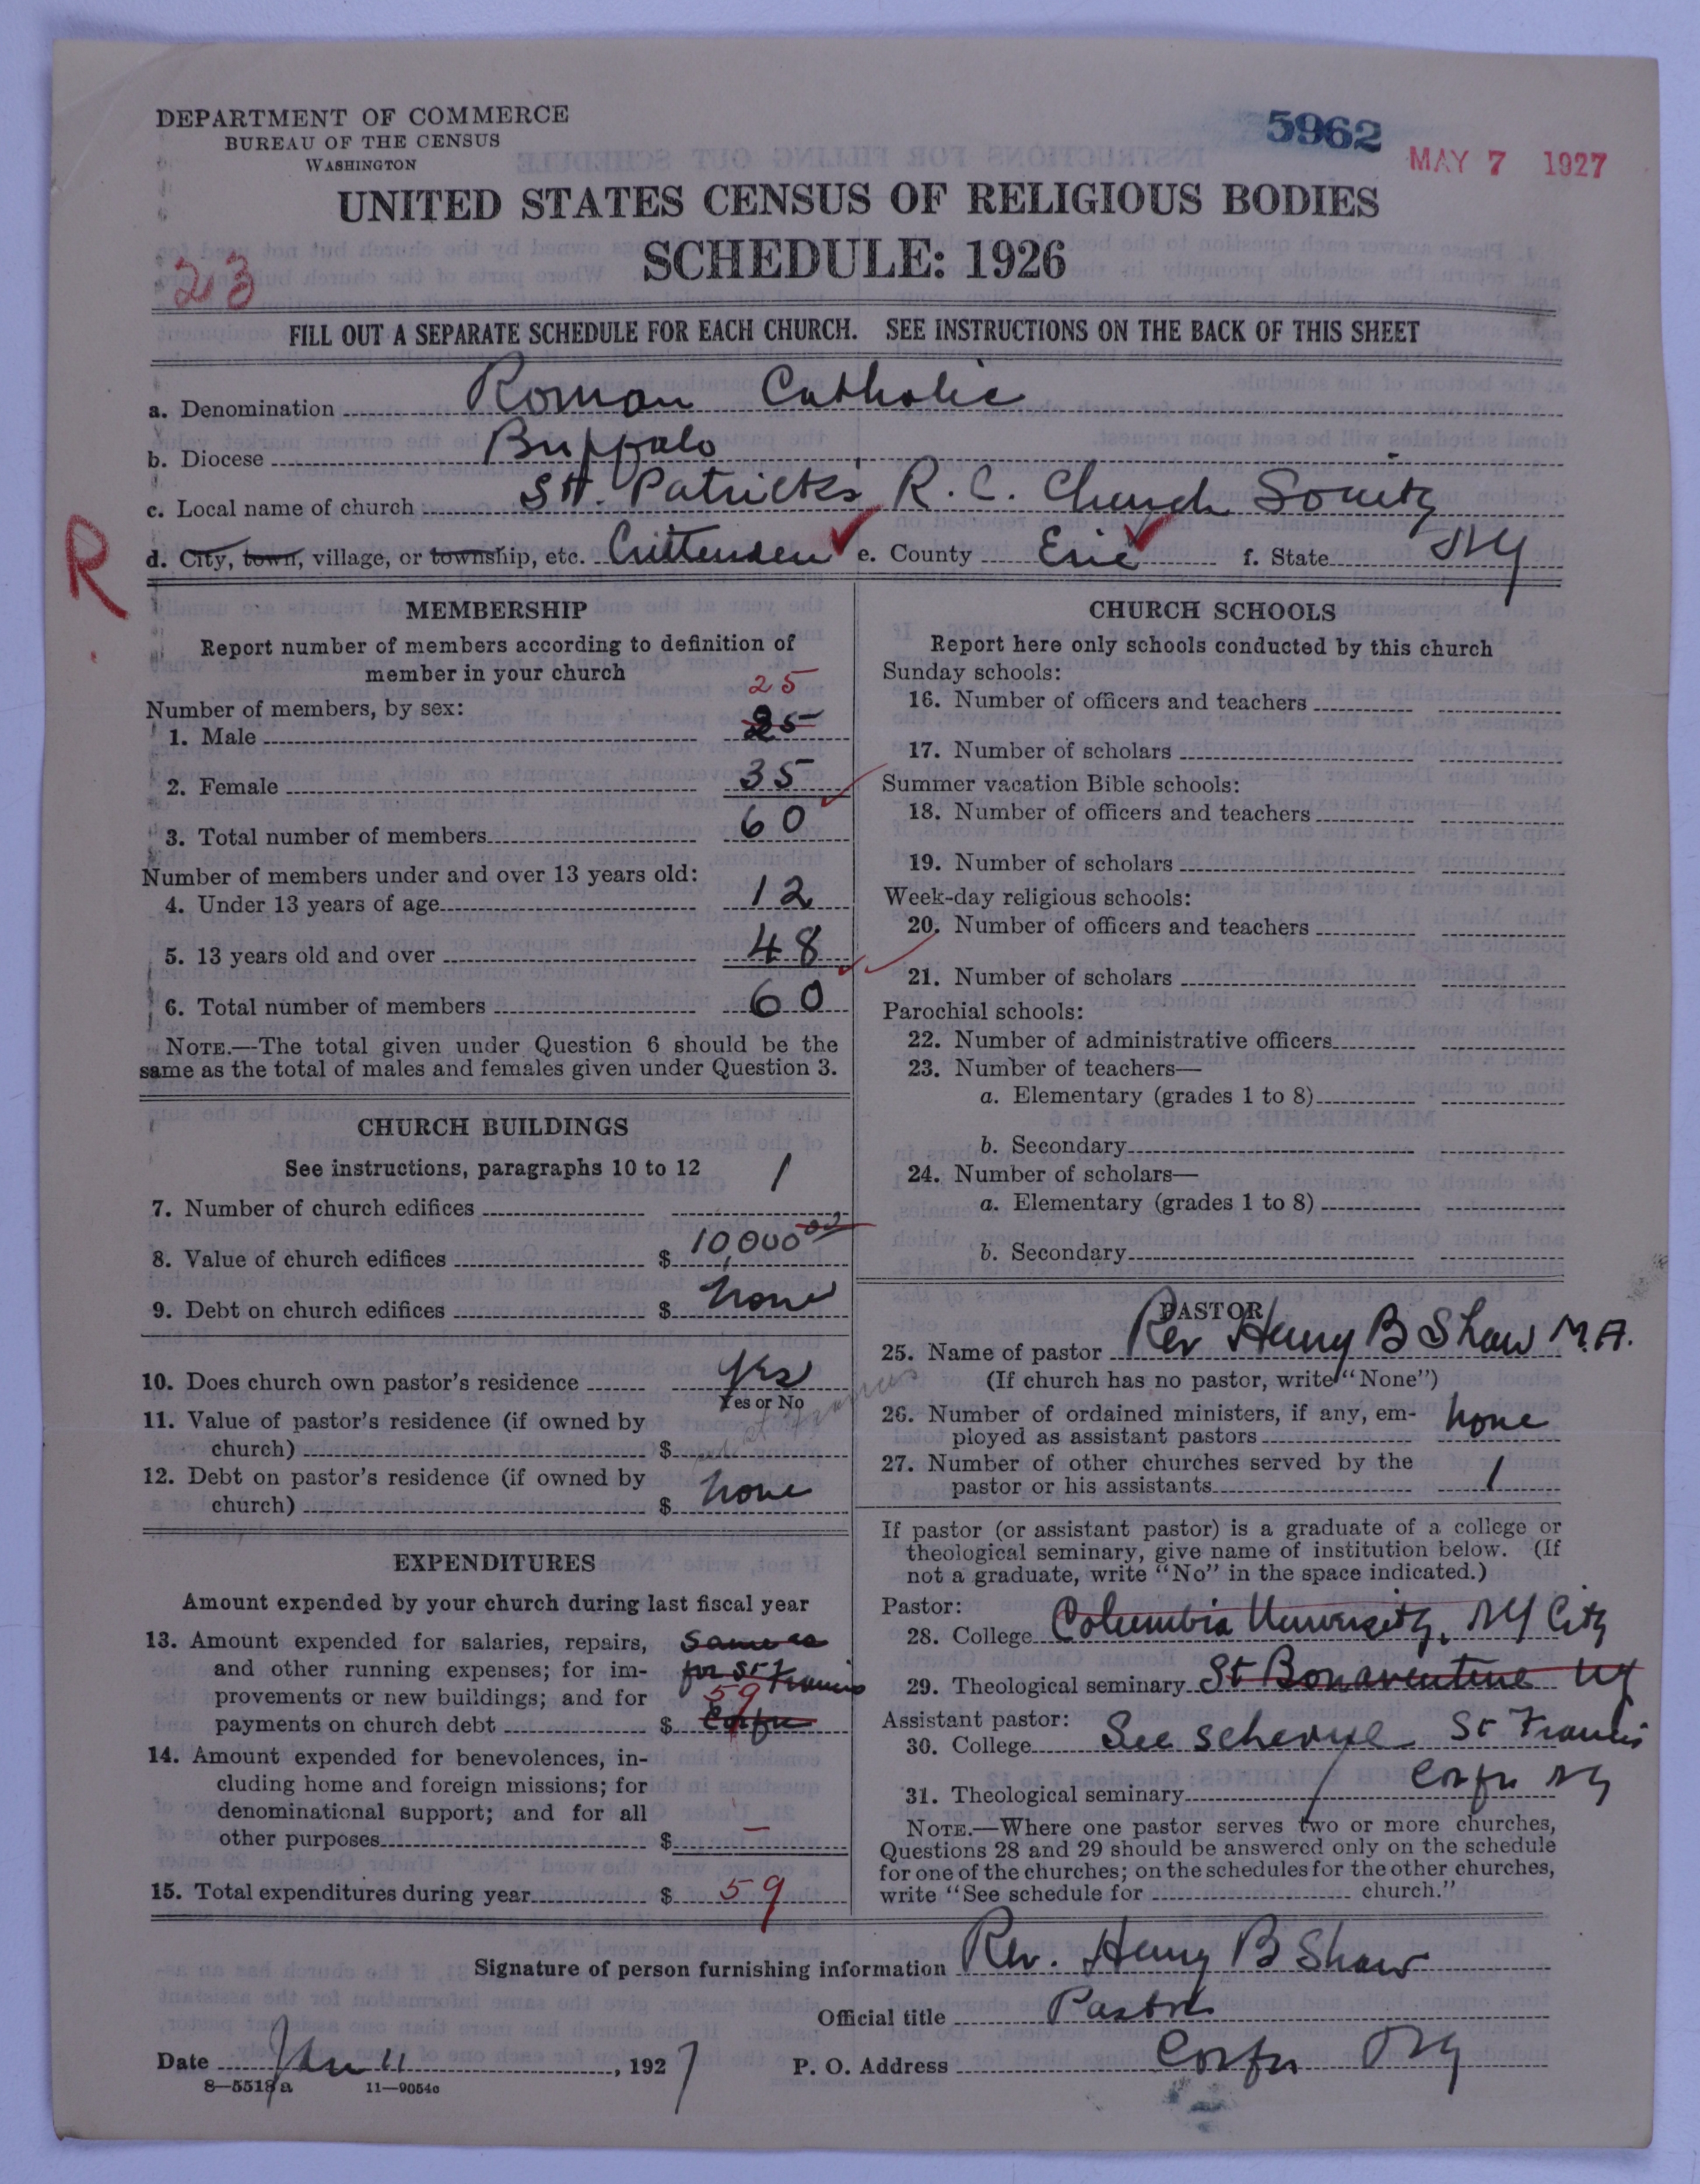 DEPARTMENT OF COMMERCE
BUREAU OF THE CENSUS
WASHINGTON
5962
MAY 7 1927
UNITED STATES CENSUS OF RELIGIOUS BODIES
SCHEDULE: 1926
23
FILL OUT A SEPARATE SCHEDULE FOR EACH CHURCH. SEE INSTRUCTIONS ON THE BACK OF THIS SHEET
a. Denomination Roman Catholic
b. Diocese Buffalo
c. Local name of church St. Patrick's R.C. Church Society
R
d. City, town, village, or township, etc. Crittenden e. County Erie f. State NY
MEMBERSHIP
Report number of members according to definition of
member in your church
25
Number of members, by sex:
1. Male 25
2. Female 35
3. Total number of members 60
Number of members under and over 13 years old:
4. Under 13 years of age 12
5. 13 years old and over 48
6. Total number of members 60
NOTE.—The total given under Question 6 should be the
same as the total of males and females given under Question 3.
CHURCH BUILDINGS
See instructions, paragraphs 10 to 12
7. Number of church edifices 1
8. Value of church edifices $ 10,000 00
9. Debt on church edifices $ none
10. Does church own pastor's residence Yes
Yes or No
11. Value of pastor's residence (if owned by
church) $
12. Debt on pastor's residence (if owned by
church) $ none
EXPENDITURES
Amount expended by your church during last fiscal year
13. Amount expended for salaries, repairs, same as
and other running expenses; for im- for St Francis
provements or new buildings; and for 59
payments on church debt $ Corfu
14. Amount expended for benevolences, in-
cluding home and foreign missions; for
denominational support; and for all
other purposes $ —
15. Total expenditures during year $ 59
CHURCH SCHOOLS
Report here only schools conducted by this church
Sunday schools:
16. Number of officers and teachers
17. Number of scholars
Summer vacation Bible schools:
18. Number of officers and teachers
19. Number of scholars
Week-day religious schools:
20. Number of officers and teachers
21. Number of scholars
Parochial schools:
22. Number of administrative officers
23. Number of teachers—
a. Elementary (grades 1 to 8)
b. Secondary
24. Number of scholars—
a. Elementary (grades 1 to 8)
b. Secondary
PASTOR
25. Name of pastor Rev Henry B Shaw M.A.
(If church has no pastor, write "None")
26. Number of ordained ministers, if any, em-
ployed as assistant pastors none
27. Number of other churches served by the
pastor or his assistants 1
If pastor (or assistant pastor) is a graduate of a college or
theological seminary, give name of institution below. (If
not a graduate, write "No" in the space indicated.)
Pastor:
28. College Columbia University, NY City
29. Theological seminary St Bonaventure NY
Assistant pastor:
30. College See schedule St Francis
31. Theological seminary Corfu NY
NOTE.—Where one pastor serves two or more churches,
Questions 28 and 29 should be answered only on the schedule
for one of the churches; on the schedules for the other churches,
write "See schedule for church."
Signature of person furnishing information Rev. Henry B Shaw
Official title Pastor
Date Jan 11, 1927 P. O. Address Corfu NY
8—5518a 11—9054c